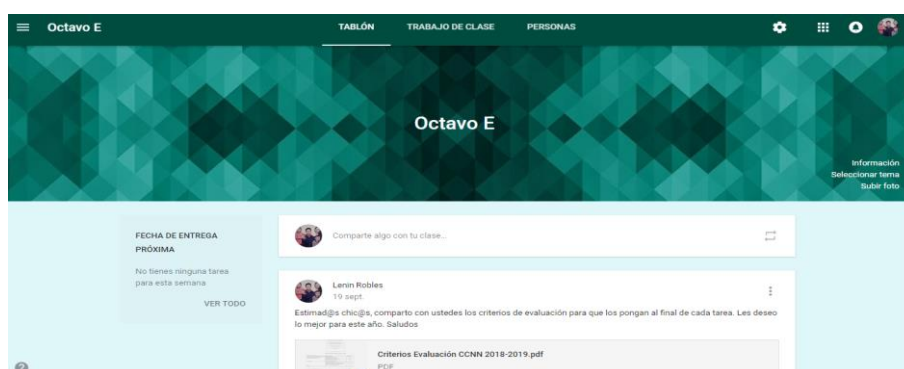 Octavo E
TABLÓN
TRABAJO DE CLASE
PERSONAS
Octavo E
Información
Seleccionar tema
Subir foto
FECHA DE ENTREGA
PRÓXIMA
No tienes ninguna tarea
para esta semana
VER TODO
Comparte algo con tu clase...
Lenin Robles
19 sept.
Estimad@s chic@s, comparto con ustedes los criterios de evaluación para que los pongan al final de cada tarea. Les deseo
lo mejor para este año. Saludos
Criterios Evaluación CCNN 2018-2019.pdf
PDF